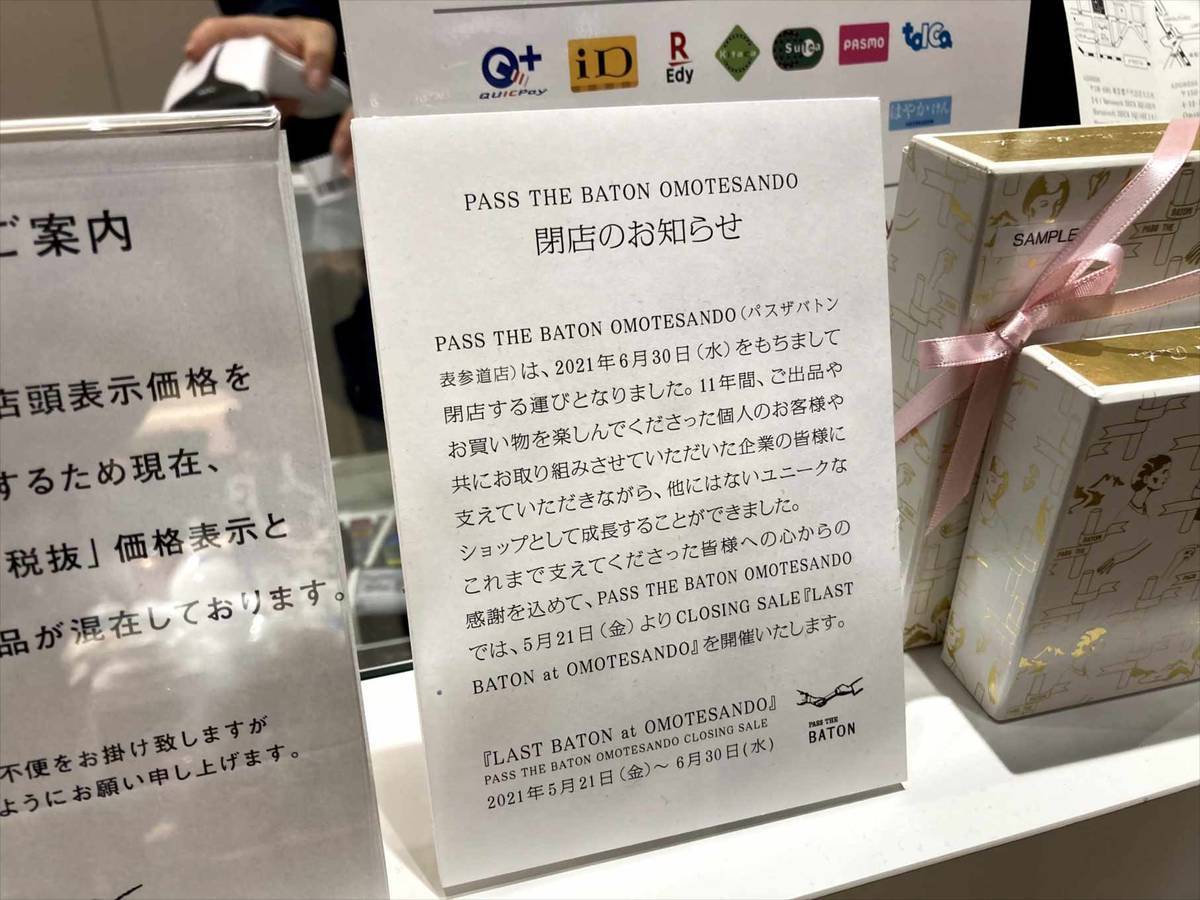 QUICPay
iD
R
Edy
Kitaca
Suica
PASMO
toica
はやかけん
ご案内
店頭表示価格を
するため現在、
税抜」価格表示と
品が混在しております。
不便をお掛け致しますが
ようにお願い申し上げます。
PASS THE BATON OMOTESANDO
閉店のお知らせ
PASS THE BATON OMOTESANDO（パスザバトン
表参道店）は、2021年6月30日（水）をもちまして
閉店する運びとなりました。11年間、ご出品や
お買い物を楽しんでくださった個人のお客様や
共にお取り組みさせていただいた企業の皆様に
支えていただきながら、他にはないユニークな
ショップとして成長することができました。
これまで支えてくださった皆様への心からの
感謝を込めて、PASS THE BATON OMOTESANDO
では、5月21日（金）よりCLOSING SALE『LAST
BATON at OMOTESANDO』を開催いたします。
『LAST BATON at OMOTESANDO』
PASS THE BATON OMOTESANDO CLOSING SALE
2021年5月21日（金）〜 6月30日（水）
PASS THE
BATON
SAMPLE
PASS THE
BATON
PASS THE
BATON